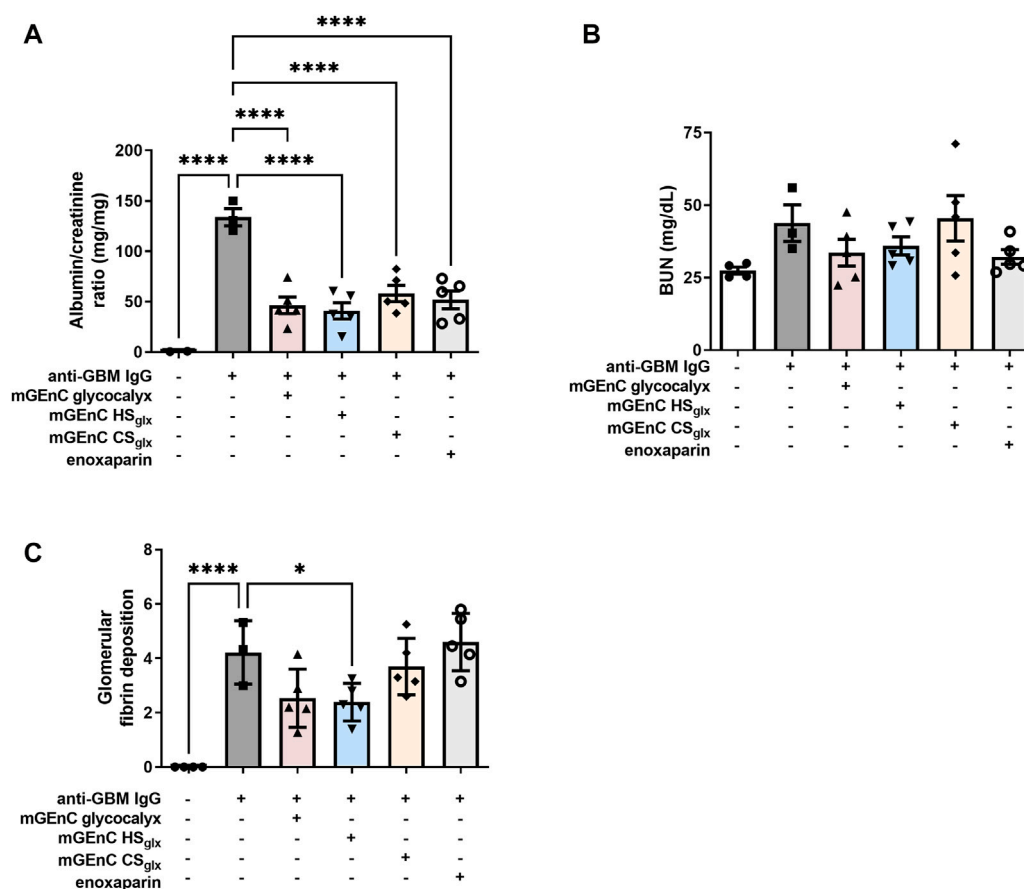 A
****
****
****
****
****
Albumin/creatinine
ratio (mg/mg)
200
150
100
50
0
anti-GBM IgG - + + + + +
mGEnC glycocalyx - - + - - -
mGEnC HSglx - - - + - -
mGEnC CSglx - - - - + -
enoxaparin - - - - - +
B
BUN (mg/dL)
75
50
25
0
anti-GBM IgG - + + + + +
mGEnC glycocalyx - - + - - -
mGEnC HSglx - - - + - -
mGEnC CSglx - - - - + -
enoxaparin - - - - - +
C
**** *
Glomerular
fibrin deposition
8
6
4
2
0
anti-GBM IgG - + + + + +
mGEnC glycocalyx - - + - - -
mGEnC HSglx - - - + - -
mGEnC CSglx - - - - + -
enoxaparin - - - - - +